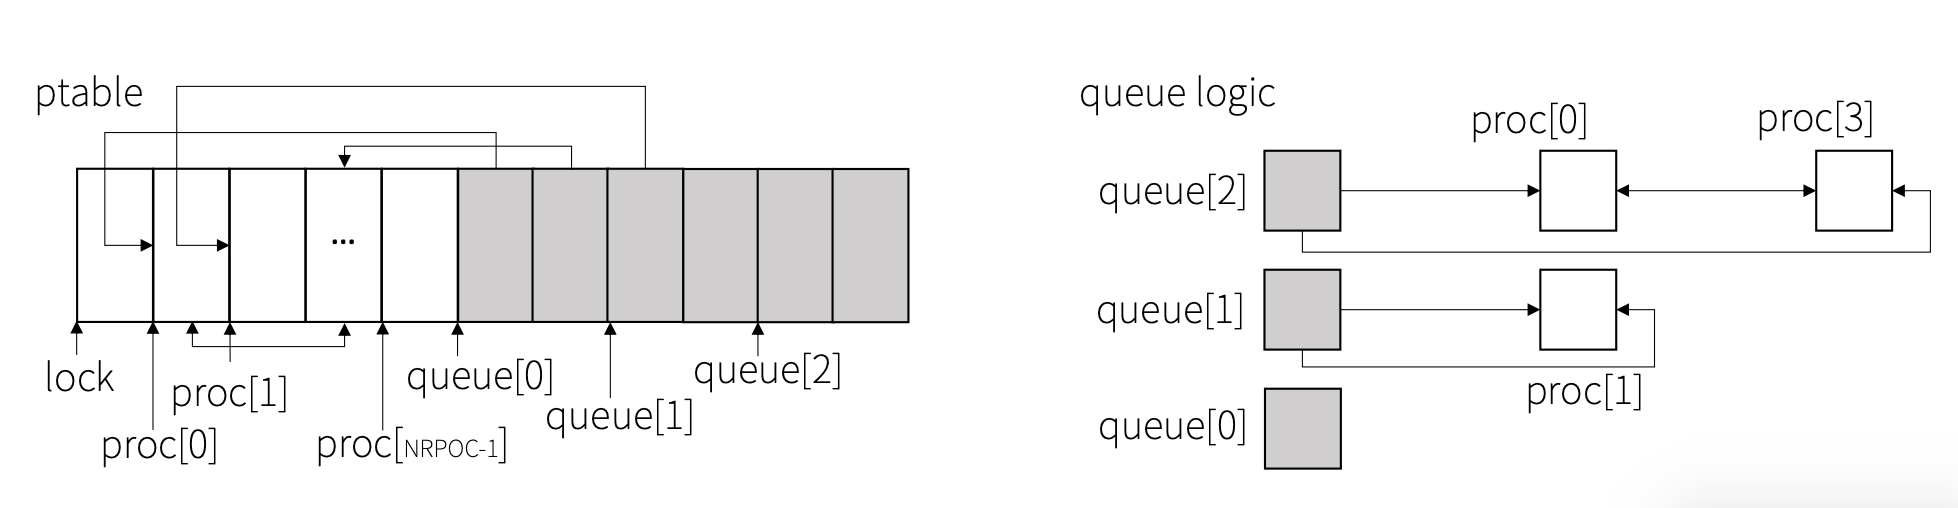 ptable
...
lock
proc[0]
proc[1]
proc[NRPOC-1]
queue[0]
queue[1]
queue[2]
queue logic
proc[0]
proc[3]
queue[2]
queue[1]
proc[1]
queue[0]